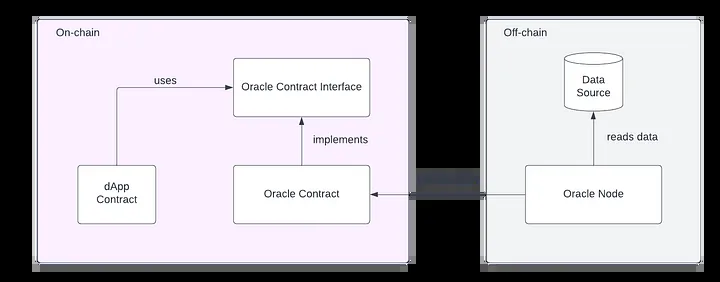 On-chain
Off-chain
uses
Oracle Contract Interface
Data
Source
implements
reads data
dApp
Contract
Oracle Contract
Oracle Node